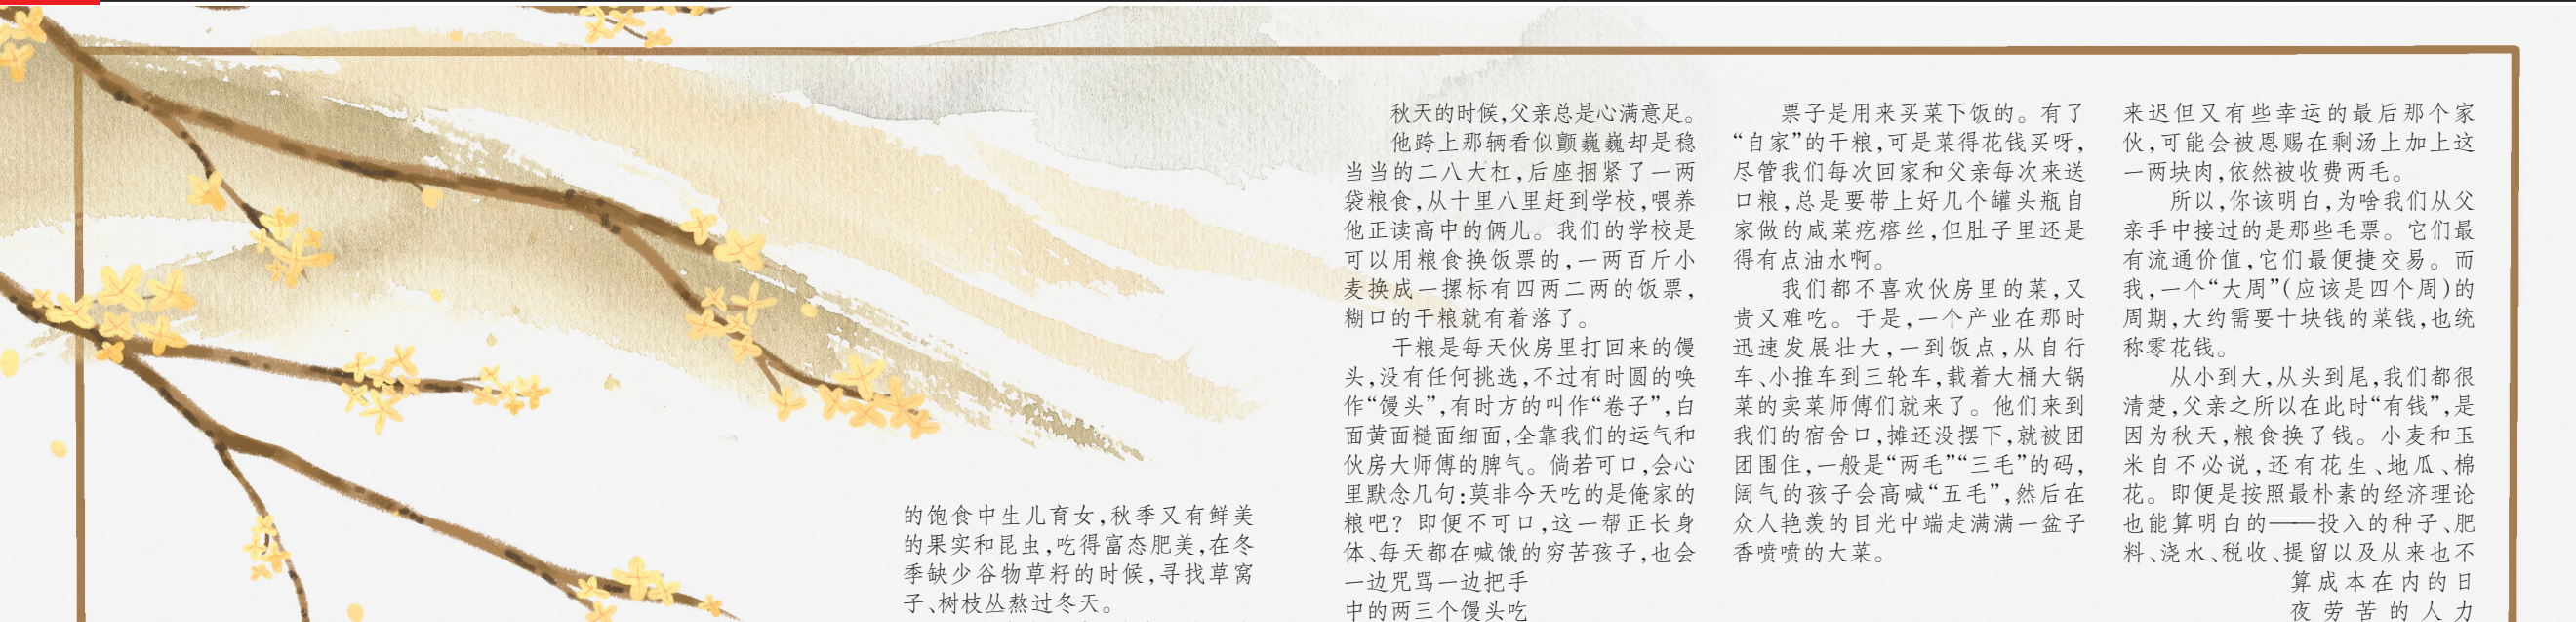 的饱食中生儿育女，秋季又有鲜美
的果实和昆虫，吃得富态肥美，在冬
季缺少谷物草籽的时候，寻找草窝
子、树枝丛熬过冬天。
秋天的时候，父亲总是心满意足。
他跨上那辆看似颤巍巍却是稳
当当的二八大杠，后座捆紧了一两
袋粮食，从十里八里赶到学校，喂养
他正读高中的俩儿。我们的学校是
可以用粮食换饭票的，一两百斤小
麦换成一摞标有四两二两的饭票，
糊口的干粮就有着落了。
干粮是每天伙房里打回来的馒
头，没有任何挑选，不过有时圆的唤
作“馒头”，有时方的叫作“卷子”，白
面黄面糙面细面，全靠我们的运气和
伙房大师傅的脾气。倘若可口，会心
里默念几句：莫非今天吃的是俺家的
粮吧？即便不可口，这一帮正长身
体、每天都在喊饿的穷苦孩子，也会
一边咒骂一边把手
中的两三个馒头吃
票子是用来买菜下饭的。有了
“自家”的干粮，可是菜得花钱买呀，
尽管我们每次回家和父亲每次来送
口粮，总是要带上好几个罐头瓶自
家做的咸菜疙瘩丝，但肚子里还是
得有点油水啊。
我们都不喜欢伙房里的菜，又
贵又难吃。于是，一个产业在那时
迅速发展壮大，一到饭点，从自行
车、小推车到三轮车，载着大桶大锅
菜的卖菜师傅们就来了。他们来到
我们的宿舍口，摊还没摆下，就被团
团围住，一般是“两毛”“三毛”的码，
阔气的孩子会高喊“五毛”，然后在
众人艳羡的目光中端走满满一盆子
香喷喷的大菜。
来迟但又有些幸运的最后那个家
伙，可能会被恩赐在剩汤上加上这
一两块肉，依然被收费两毛。
所以，你该明白，为啥我们从父
亲手中接过的是那些毛票。它们最
有流通价值，它们最便捷交易。而
我，一个“大周”（应该是四个周）的
周期，大约需要十块钱的菜钱，也统
称零花钱。
从小到大，从头到尾，我们都很
清楚，父亲之所以在此时“有钱”，是
因为秋天，粮食换了钱。小麦和玉
米自不必说，还有花生、地瓜、棉
花。即便是按照最朴素的经济理论
也能算明白的——投入的种子、肥
料、浇水、税收、提留以及从来也不
算成本在内的日
夜劳苦的人力